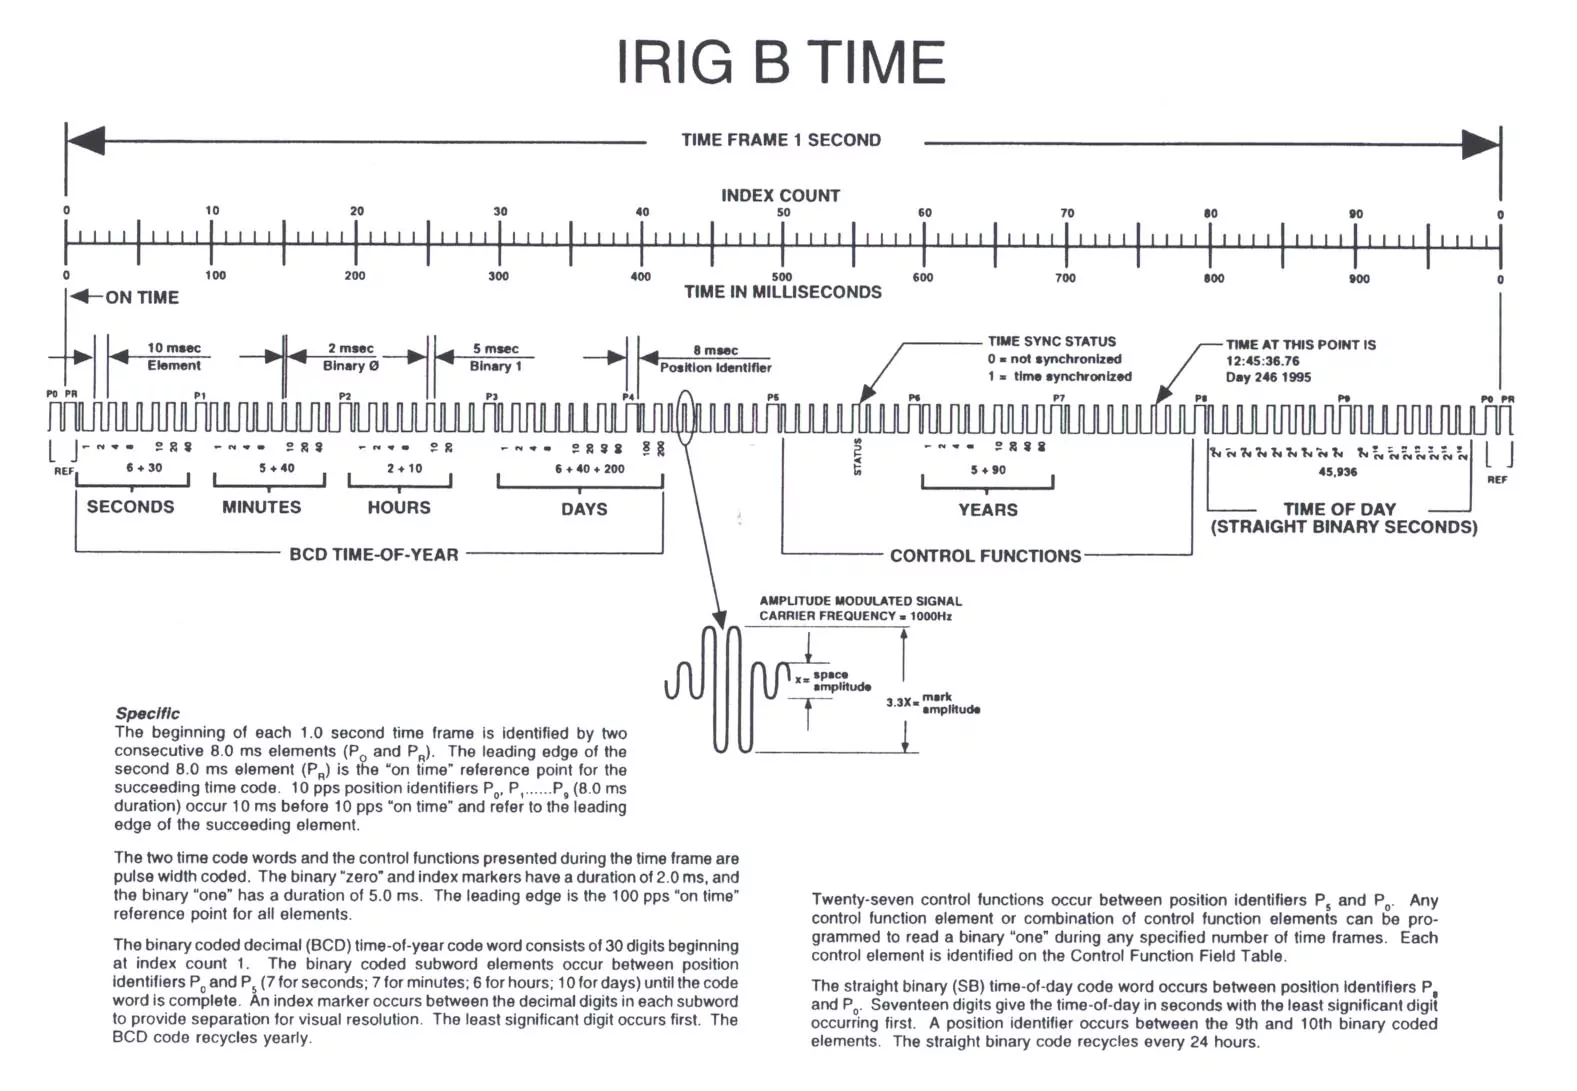 IRIG B TIME
TIME FRAME 1 SECOND
INDEX COUNT
0 10 20 30 40 50 60 70 80 90 0
0 100 200 300 400 500 600 700 800 900 0
ON TIME
TIME IN MILLISECONDS
10 msec
Element
2 msec
Binary 0
5 msec
Binary 1
8 msec
Position Identifier
TIME SYNC STATUS
0 = not synchronized
1 = time synchronized
TIME AT THIS POINT IS
12:45:36.76
Day 246 1995
P0 PR P1 P2 P3 P4 P5 P6 P7 P8 P9 P0 PR
1 2 4 8 10 20 40 1 2 4 8 10 20 40 1 2 4 8 10 20 1 2 4 8 10 20 40 80 100 200 STATUS 1 2 4 8 10 20 40 80
REF 6 + 30 5 + 40 2 + 10 6 + 40 + 200 5 + 90 45,936 REF
SECONDS MINUTES HOURS DAYS YEARS TIME OF DAY
(STRAIGHT BINARY SECONDS)
BCD TIME-OF-YEAR CONTROL FUNCTIONS
AMPLITUDE MODULATED SIGNAL
CARRIER FREQUENCY = 1000Hz
X= space
amplitude
3.3X= mark
amplitude
Specific
The beginning of each 1.0 second time frame is identified by two
consecutive 8.0 ms elements (P0 and PR). The leading edge of the
second 8.0 ms element (PR) is the "on time" reference point for the
succeeding time code. 10 pps position identifiers P0, P1......P9 (8.0 ms
duration) occur 10 ms before 10 pps "on time" and refer to the leading
edge of the succeeding element.
The two time code words and the control functions presented during the time frame are
pulse width coded. The binary "zero" and index markers have a duration of 2.0 ms, and
the binary "one" has a duration of 5.0 ms. The leading edge is the 100 pps "on time"
reference point for all elements.
The binary coded decimal (BCD) time-of-year code word consists of 30 digits beginning
at index count 1. The binary coded subword elements occur between position
identifiers P0 and P5 (7 for seconds; 7 for minutes; 6 for hours; 10 for days) until the code
word is complete. An index marker occurs between the decimal digits in each subword
to provide separation for visual resolution. The least significant digit occurs first. The
BCD code recycles yearly.
Twenty-seven control functions occur between position identifiers P5 and P0. Any
control function element or combination of control function elements can be pro-
grammed to read a binary "one" during any specified number of time frames. Each
control element is identified on the Control Function Field Table.
The straight binary (SB) time-of-day code word occurs between position identifiers P8
and P0. Seventeen digits give the time-of-day in seconds with the least significant digit
occurring first. A position identifier occurs between the 9th and 10th binary coded
elements. The straight binary code recycles every 24 hours.